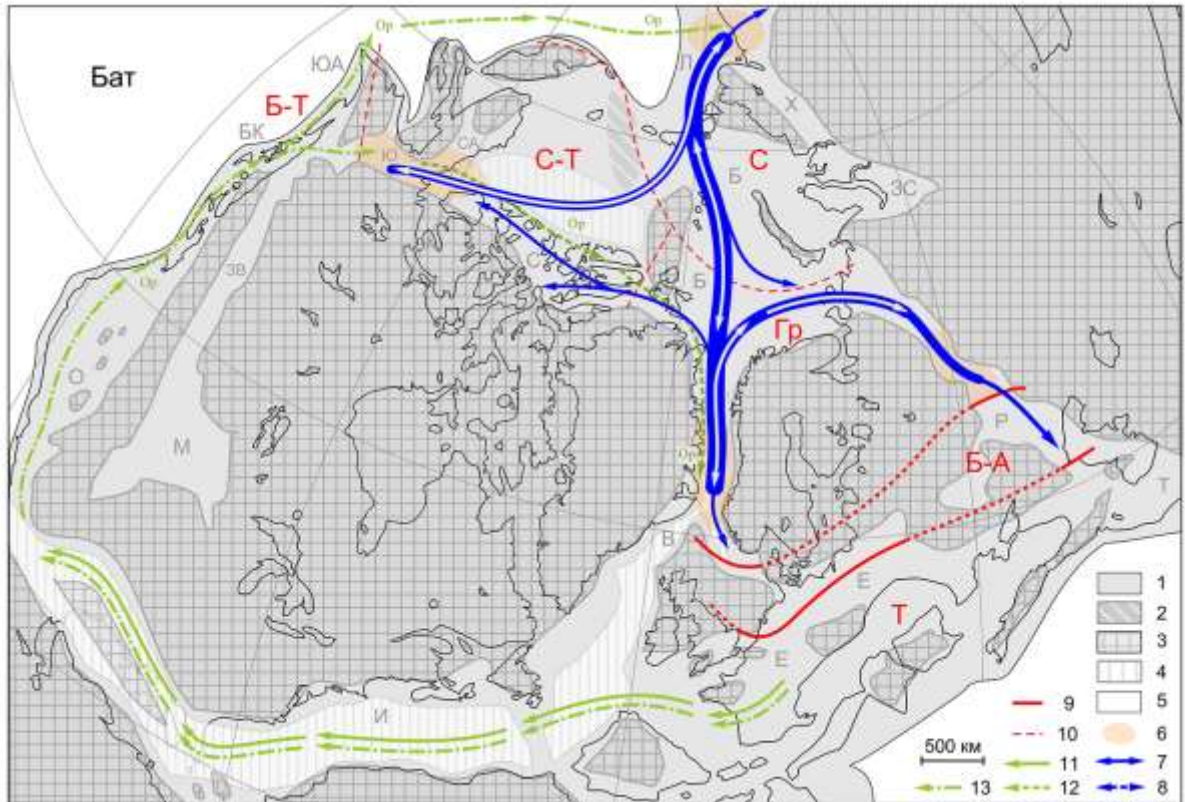 Ор
Ор
Бат
ЮА
Л
Б-Т
Х
БК
Ю
СА
С-Т
С
Б
ЗС
Ор
ЗВ
С
Б
Ор
Гр
О
М
Р
Б-А
Ор
Т
В
Е
Т
Е
И
1
2
3
4
5
6
7
8
9
10
11
12
13
500 км